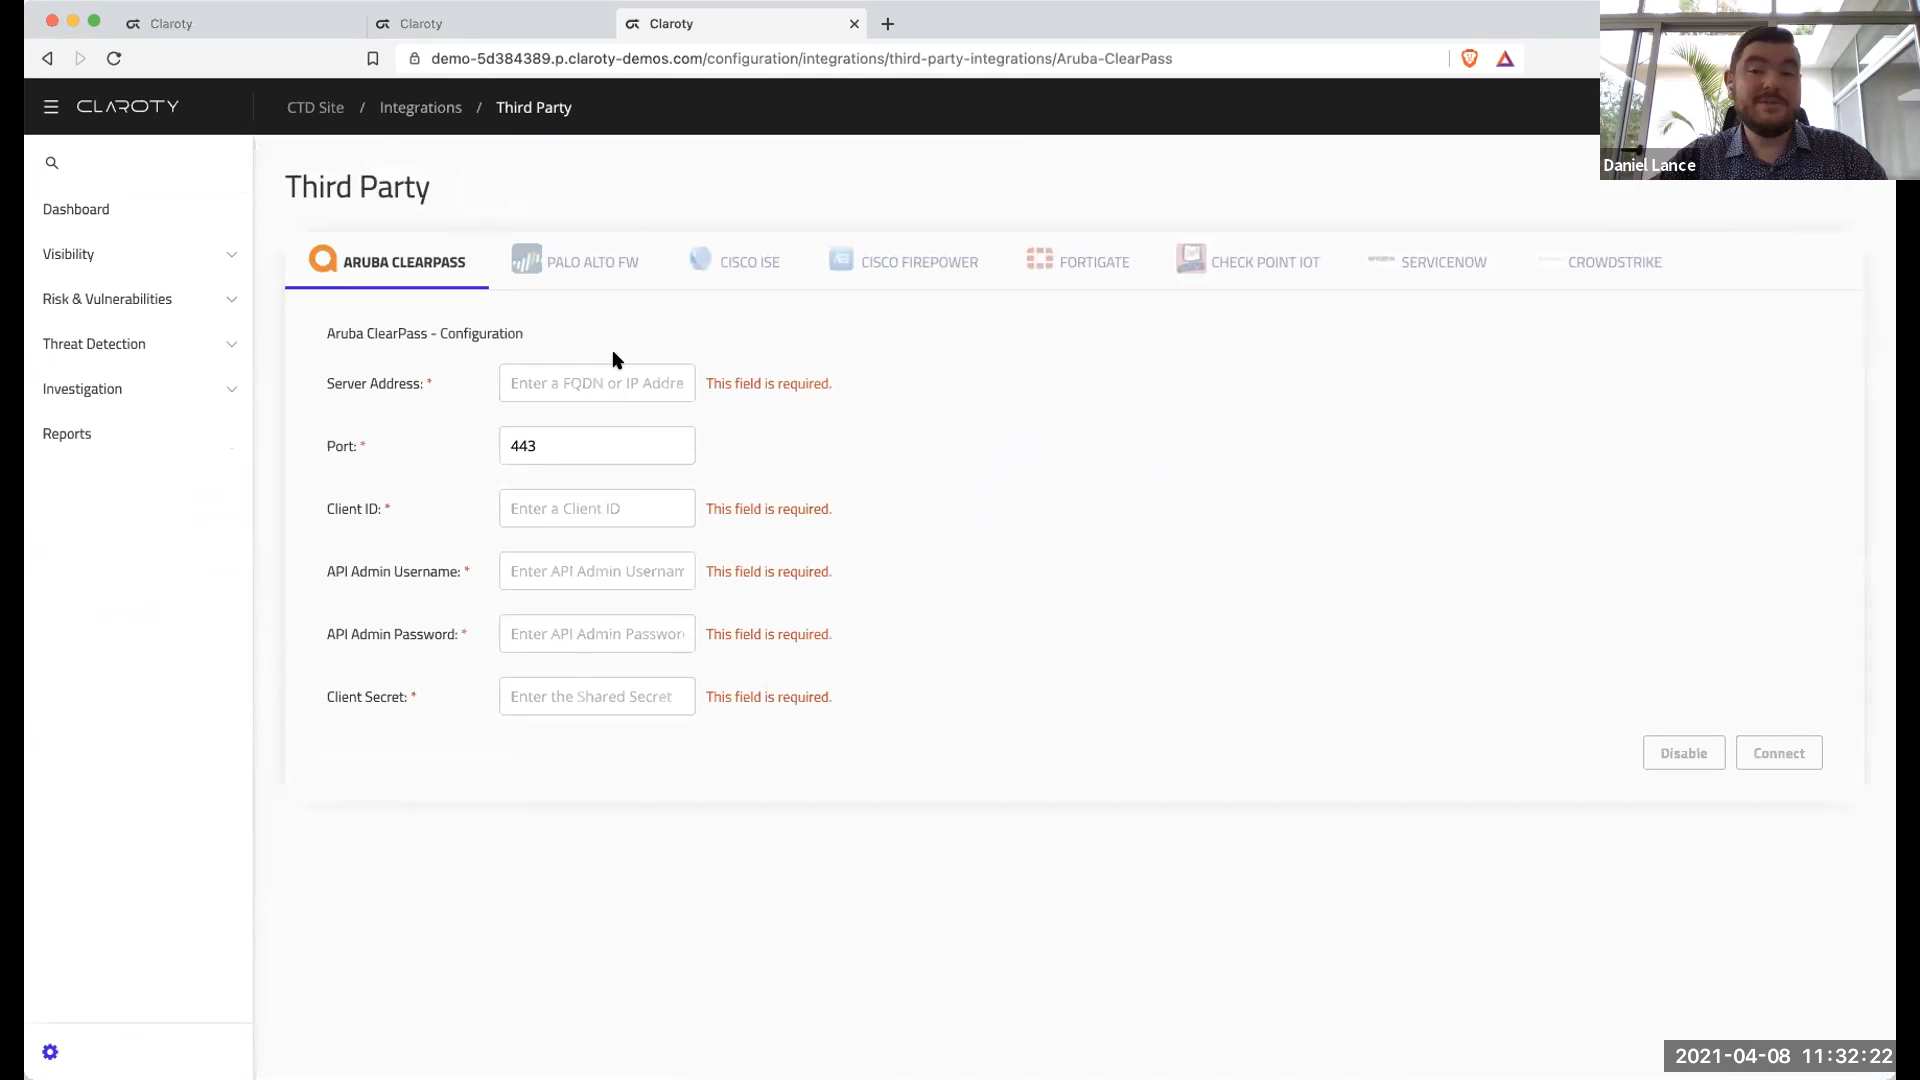 Claroty
Claroty
Claroty
demo-5d384389.p.claroty-demos.com/configuration/integrations/third-party-integrations/Aruba-ClearPass
CLAROTY
CTD Site / Integrations / Third Party
Daniel Lance
Third Party
Dashboard
Visibility
Risk & Vulnerabilities
Threat Detection
Investigation
Reports
ARUBA CLEARPASS
PALO ALTO FW
CISCO ISE
CISCO FIREPOWER
FORTIGATE
CHECK POINT IOT
SERVICENOW
CROWDSTRIKE
Aruba ClearPass - Configuration
Server Address: * Enter a FQDN or IP Addre This field is required.
Port: * 443
Client ID: * Enter a Client ID This field is required.
API Admin Username: * Enter API Admin Usernam This field is required.
API Admin Password: * Enter API Admin Passwor This field is required.
Client Secret: * Enter the Shared Secret This field is required.
Disable Connect
2021-04-08 11:32:22